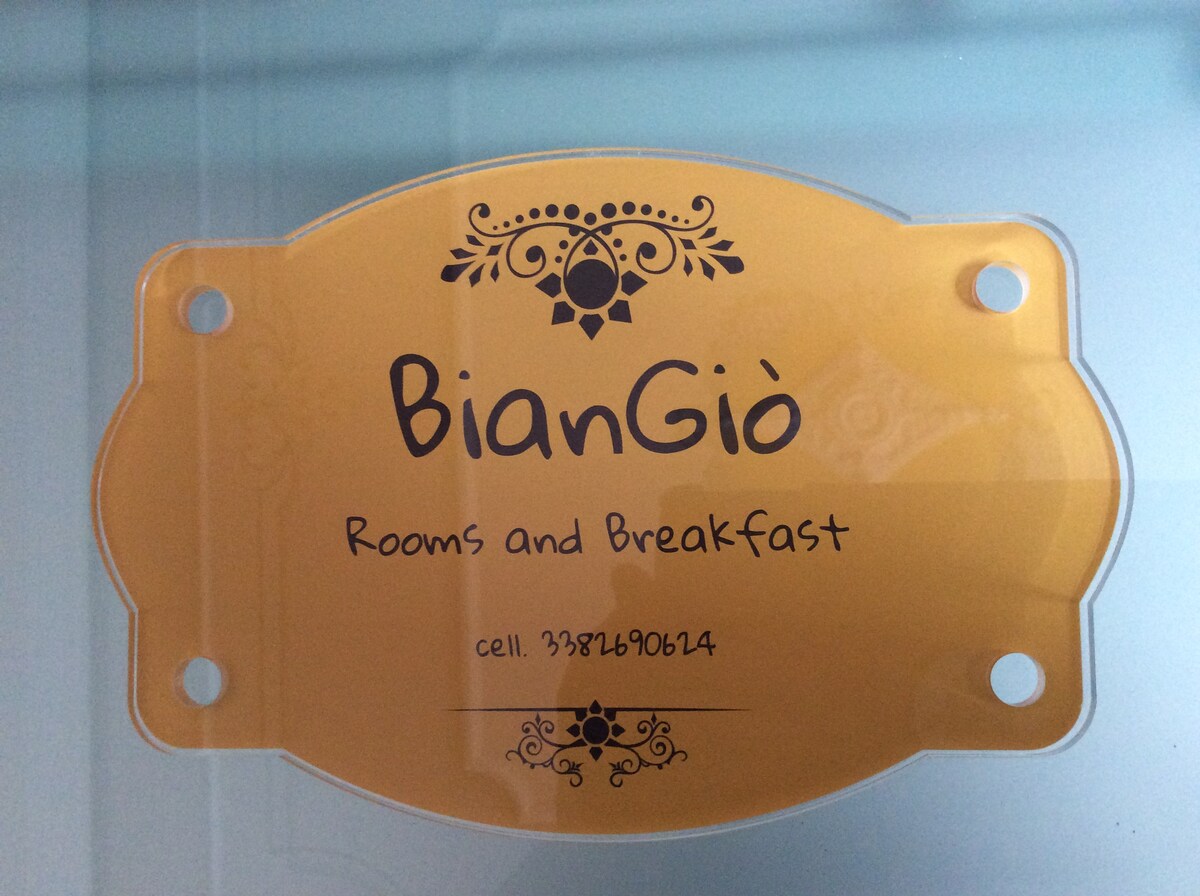 BianGiò
Rooms and Breakfast
cell. 3382690624